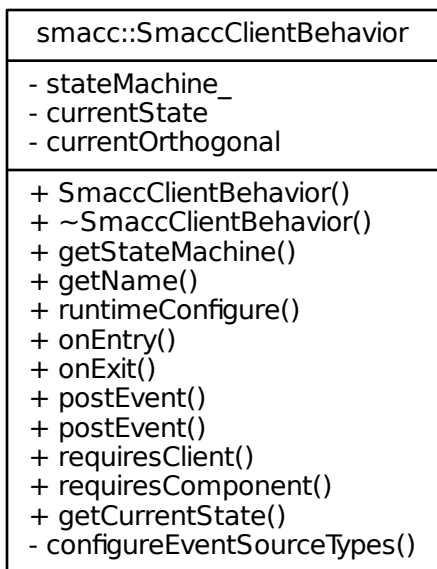 smacc::SmaccClientBehavior
- stateMachine_
- currentState
- currentOrthogonal
+ SmaccClientBehavior()
+ ~SmaccClientBehavior()
+ getStateMachine()
+ getName()
+ runtimeConfigure()
+ onEntry()
+ onExit()
+ postEvent()
+ postEvent()
+ requiresClient()
+ requiresComponent()
+ getCurrentState()
- configureEventSourceTypes()